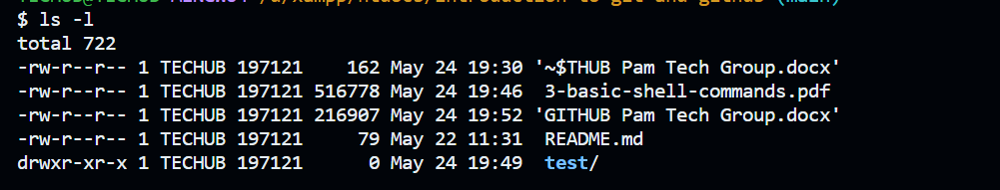 $ ls -l
total 722
-rw-r--r-- 1 TECHUB 197121    162 May 24 19:30 '~$THUB Pam Tech Group.docx'
-rw-r--r-- 1 TECHUB 197121 516778 May 24 19:46  3-basic-shell-commands.pdf
-rw-r--r-- 1 TECHUB 197121 216907 May 24 19:52 'GITHUB Pam Tech Group.docx'
-rw-r--r-- 1 TECHUB 197121     79 May 22 11:31  README.md
drwxr-xr-x 1 TECHUB 197121      0 May 24 19:49  test/